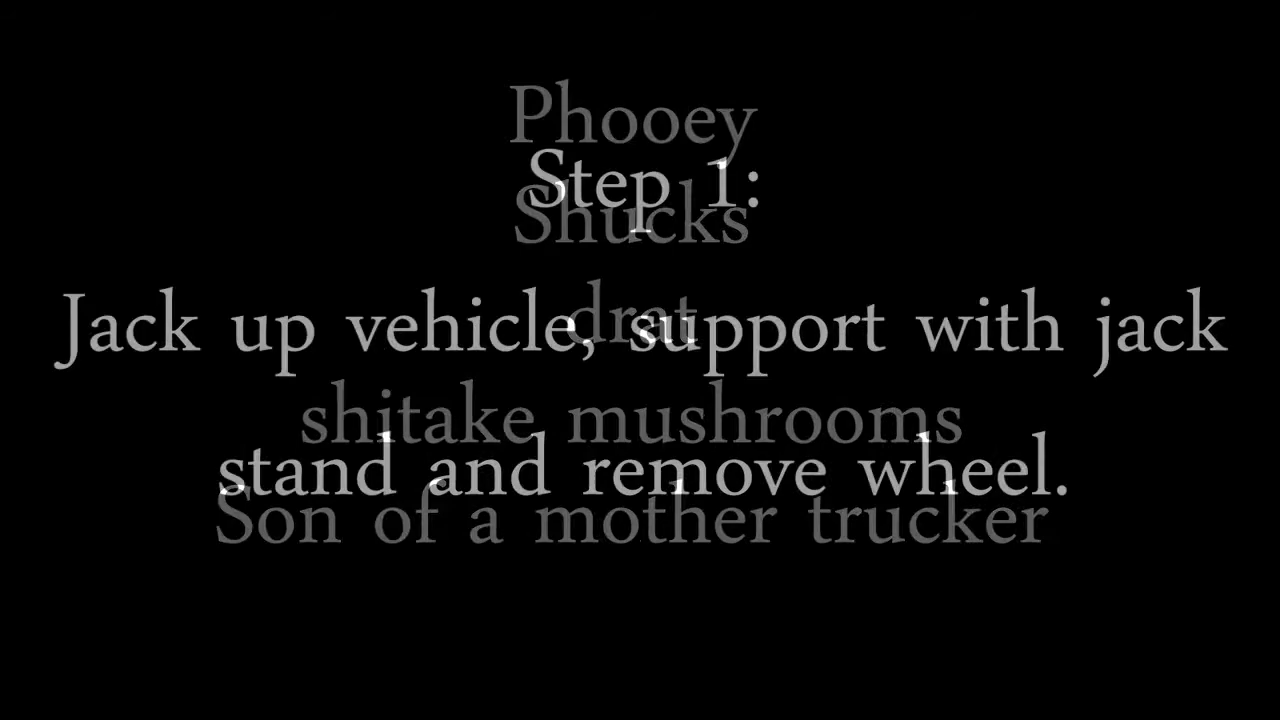 Phooey
Step 1:
Shucks
drat
Jack up vehicle, support with jack
shitake mushrooms
stand and remove wheel.
Son of a mother trucker